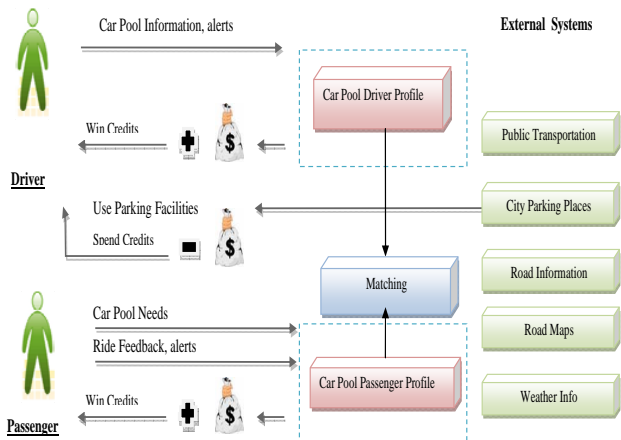 Car Pool Information, alerts
External Systems
Car Pool Driver Profile
Win Credits
$
Public Transportation
Driver
Use Parking Facilities
City Parking Places
Spend Credits
$
Matching
Road Information
Car Pool Needs
Road Maps
Ride Feedback, alerts
Car Pool Passenger Profile
Win Credits
$
Weather Info
Passenger